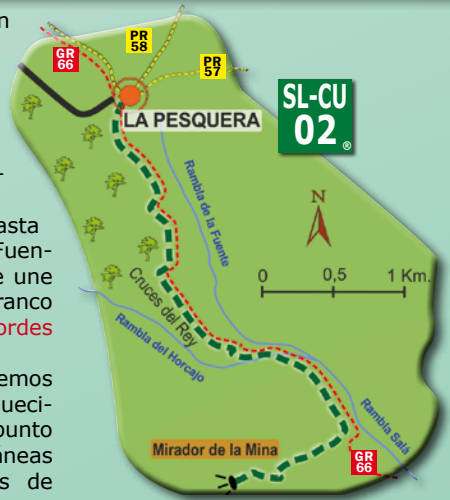 n
-
asta
Fuen-
e une
ranco
ordes
emos
ueci-
punto
áneas
s de
PR
58
GR
66
PR
57
LA PESQUERA
SL-CU
02
®
Rambla de la Fuente
N
0 0,5 1 Km.
Cruces del Rey
Rambla del Horcajo
Rambla Salá
Mirador de la Mina
GR
66